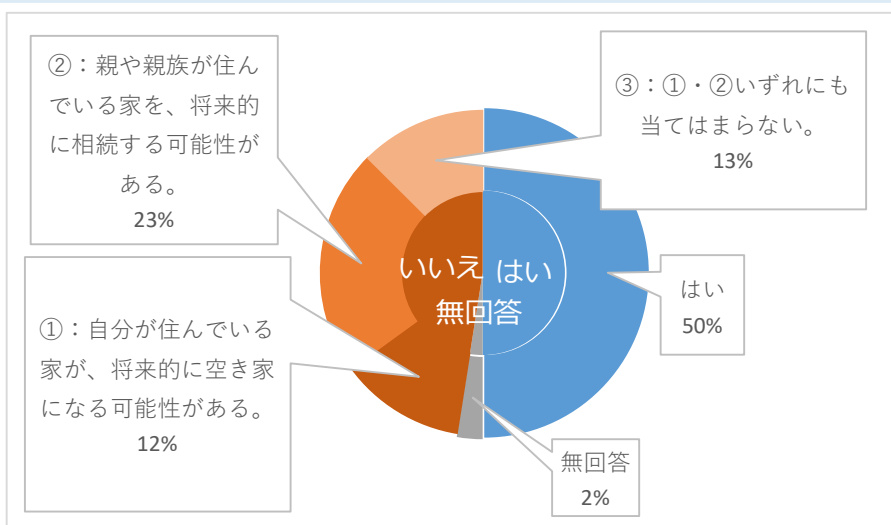 ②：親や親族が住ん
でいる家を、将来的
に相続する可能性が
ある。
23%
③：①・②いずれにも
当てはまらない。
13%
いいえ
はい
無回答
はい
50%
①：自分が住んでいる
家が、将来的に空き家
になる可能性がある。
12%
無回答
2%